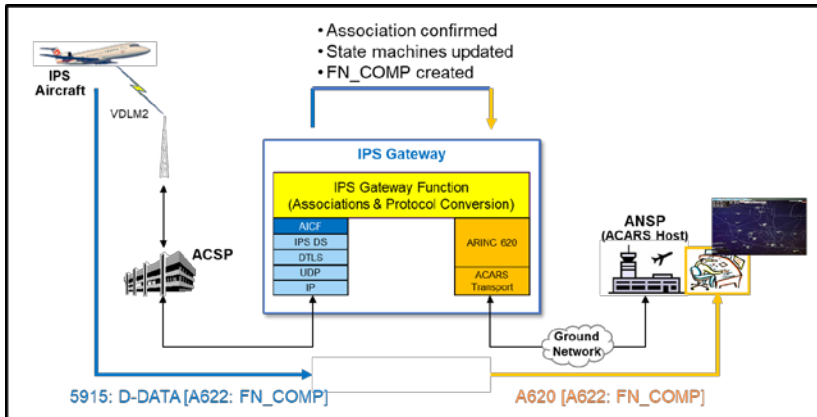 • Association confirmed
• State machines updated
• FN_COMP created
IPS
Aircraft
VDLM2
IPS Gateway
IPS Gateway Function
(Associations & Protocol Conversion)
AICF
IPS DS
DTLS
UDP
IP
ARINC 620
ACARS
Transport
ACSP
ANSP
(ACARS Host)
Ground
Network
5915: D-DATA [A622: FN_COMP]
A620 [A622: FN_COMP]